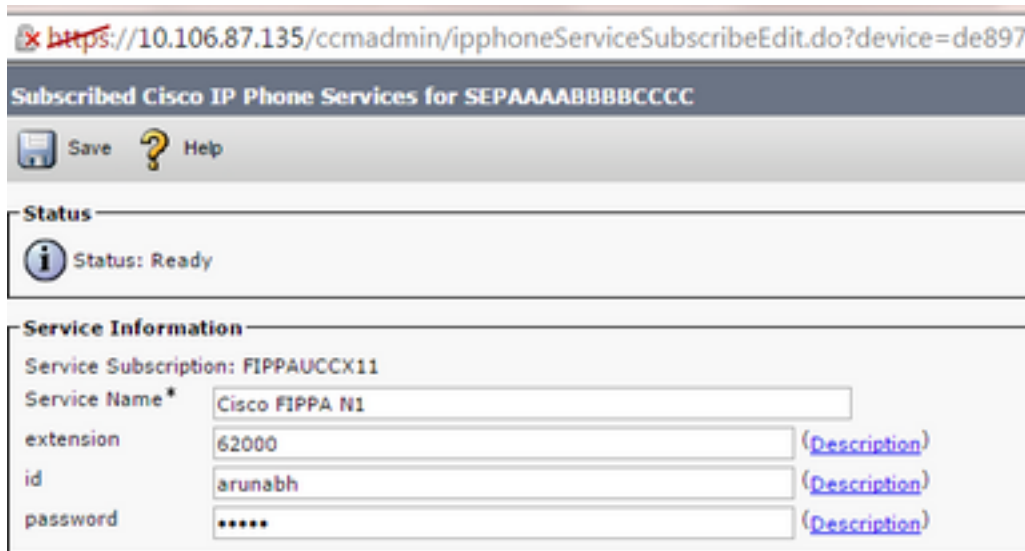 https://10.106.87.135/ccmadmin/ipphoneServiceSubscribeEdit.do?device=de897
Subscribed Cisco IP Phone Services for SEPAAAABBBBCCCC
Save Help
Status
Status: Ready
Service Information
Service Subscription: FIPPAUCCX11
Service Name* Cisco FIPPA N1
extension 62000 (Description)
id arunabh (Description)
password ••••• (Description)